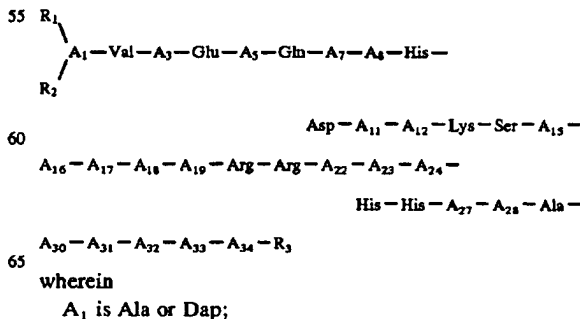 55 R₁
A₁—Val—A₃—Glu—A₅—Gln—A₇—A₈—His—
R₂
Asp—A₁₁—A₁₂—Lys—Ser—A₁₅—
60
A₁₆—A₁₇—A₁₈—A₁₉—Arg—Arg—A₂₂—A₂₃—A₂₄—
His—His—A₂₇—A₂₈—Ala—
A₃₀—A₃₁—A₃₂—A₃₃—A₃₄—R₃
65
wherein
A₁ is Ala or Dap;